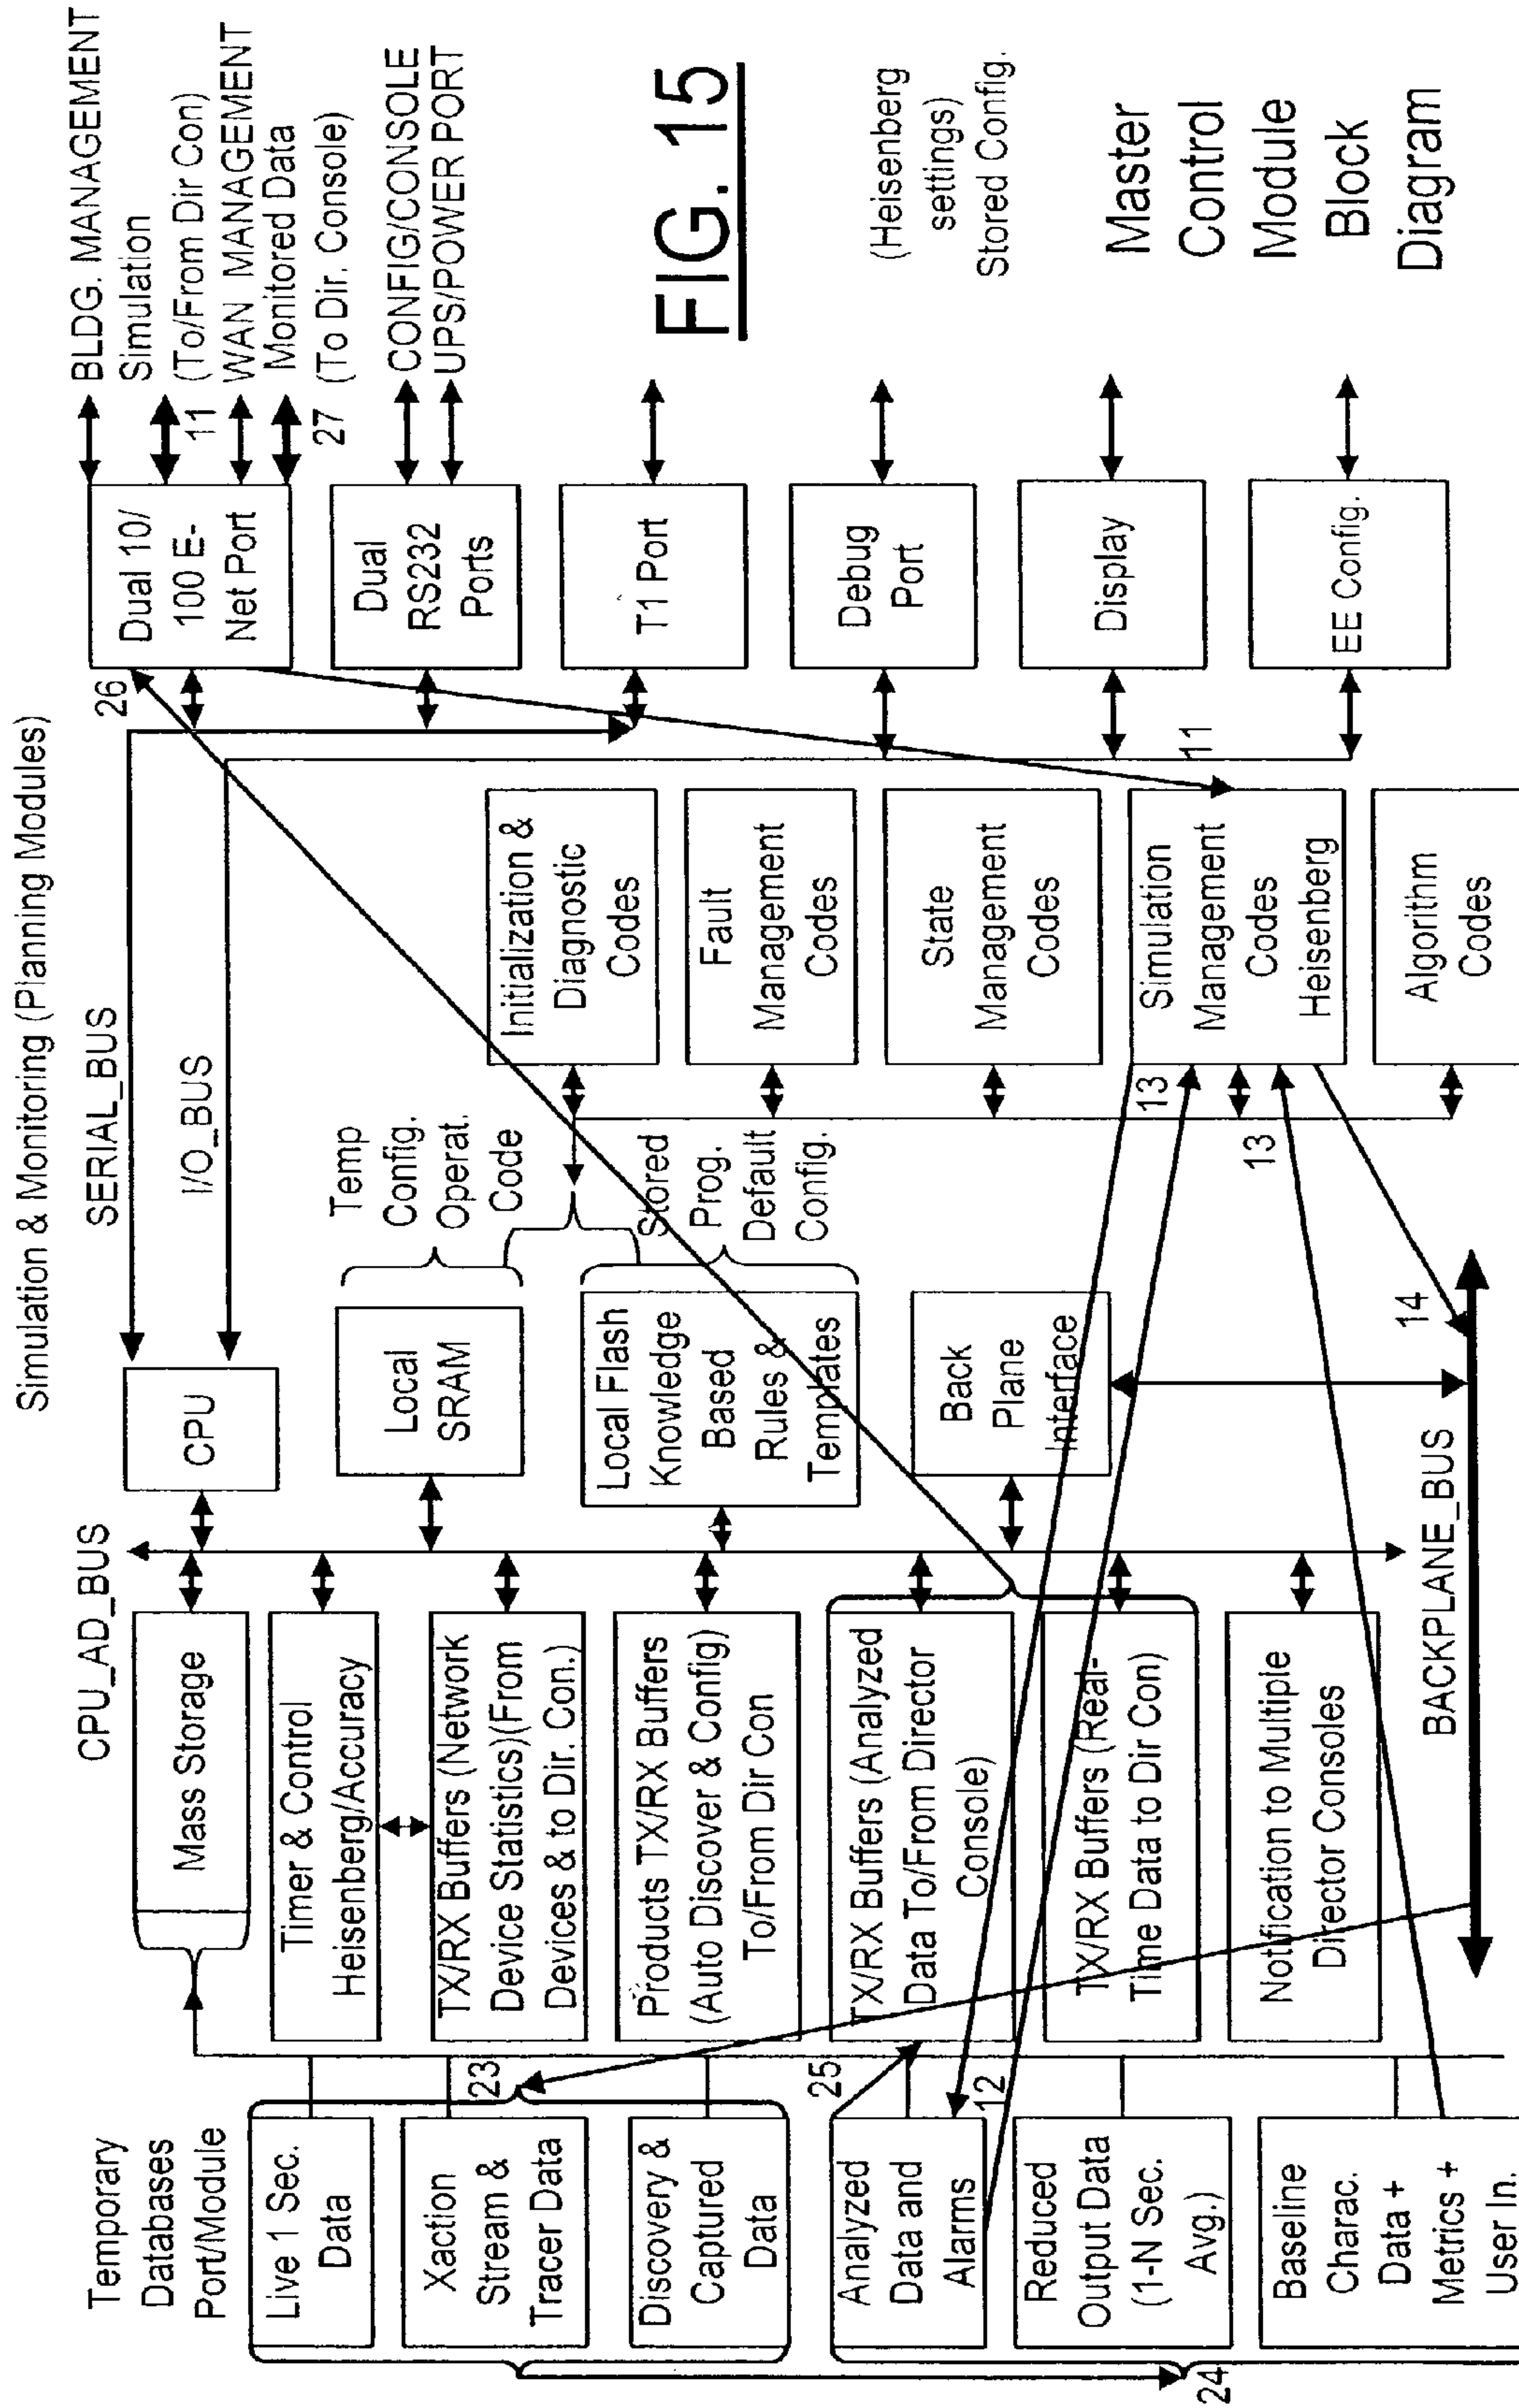 Simulation & Monitoring (Planning Modules)
Temporary
Databases
Port/Module
Live 1 Sec.
Data
Xaction
Stream &
Tracer Data
Discovery &
Captured
Data
Analyzed
Data and
Alarms
Reduced
Output Data
(1-N Sec.
Avg.)
Baseline
Charac.
Data +
Metrics +
User In.
23
25
12
24
CPU_AD_BUS
Mass Storage
Timer & Control
Heisenberg/Accuracy
TX/RX Buffers (Network
Device Statistics)(From
Devices & to Dir. Con.)
Products TX/RX Buffers
(Auto Discover & Config)
To/From Dir Con
TX/RX Buffers (Analyzed
Data To/From Director
Console)
TX/RX Buffers (Real-
Time Data to Dir Con)
Notification to Multiple
Director Consoles
BACKPLANE_BUS
SERIAL_BUS
I/O_BUS
CPU
Local
SRAM
Local Flash
Knowledge
Based
Rules &
Templates
Back
Plane
Interface
Temp
Config.
Operat.
Code
Stored
Prog.
Default
Config.
14
Initialization &
Diagnostic
Codes
Fault
Management
Codes
State
Management
Codes
Simulation
Management
Codes
Heisenberg
Algorithm
Codes
13
13
11
26
Dual 10/
100 E-
Net Port
Dual
RS232
Ports
T1 Port
Debug
Port
Display
EE Config.
BLDG. MANAGEMENT
Simulation
11 (To/From Dir Con)
WAN MANAGEMENT
Monitored Data
27 (To Dir. Console)
CONFIG/CONSOLE
UPS/POWER PORT
FIG. 15
(Heisenberg
settings)
Stored Config.
Master
Control
Module
Block
Diagram